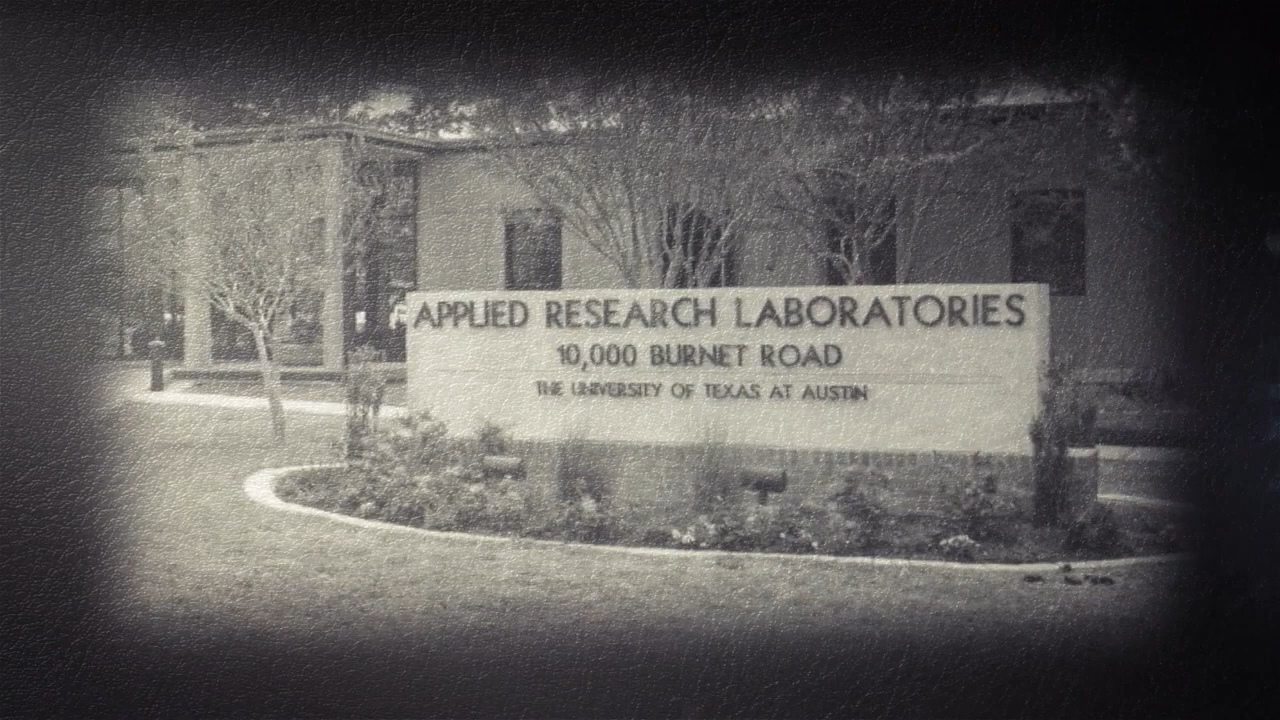 APPLIED RESEARCH LABORATORIES
10,000 BURNET ROAD
THE UNIVERSITY OF TEXAS AT AUSTIN